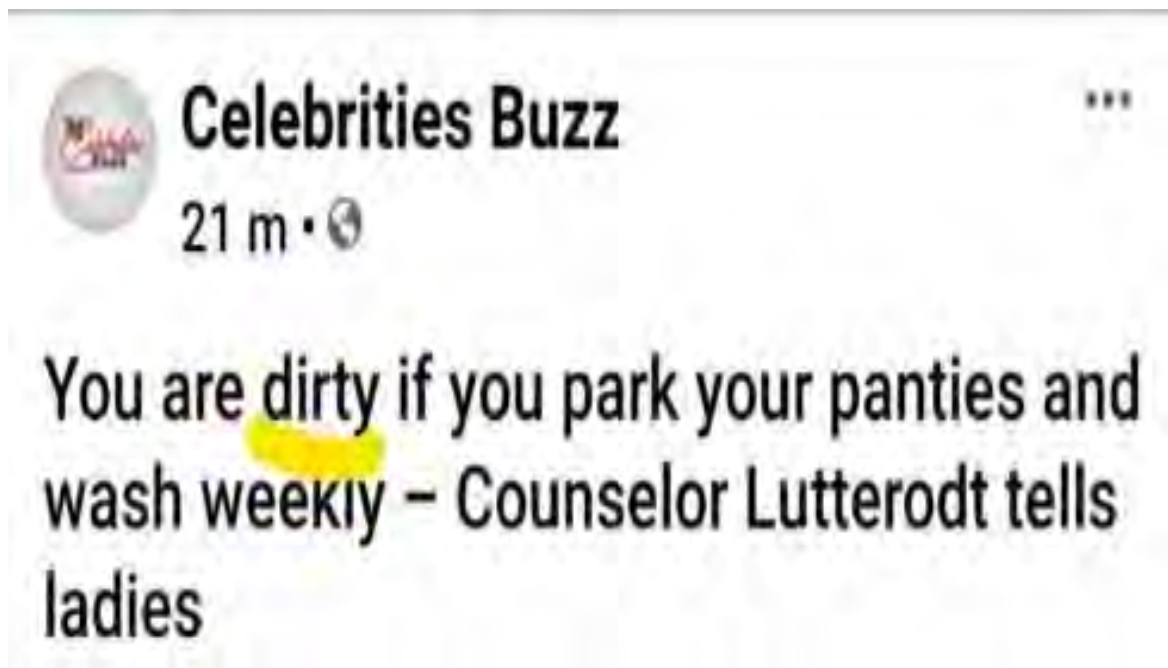 Celebrities Buzz
21 m
You are dirty if you park your panties and
wash weekly – Counselor Lutterodt tells
ladies